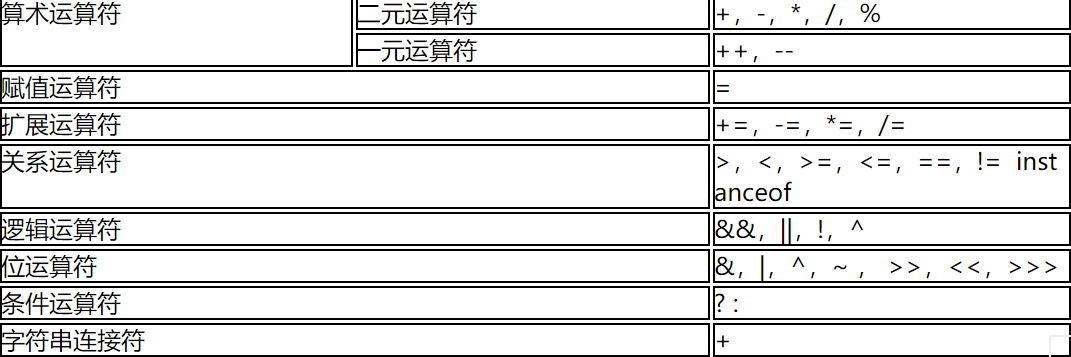 算术运算符 二元运算符 +，-，*，/，%
一元运算符 ++，--
赋值运算符 =
扩展运算符 +=，-=，*=，/=
关系运算符 >，<，>=，<=，==，!= inst
anceof
逻辑运算符 &&，||，!，^
位运算符 &，|，^，~ ， >>，<<，>>>
条件运算符 ? :
字符串连接符 +